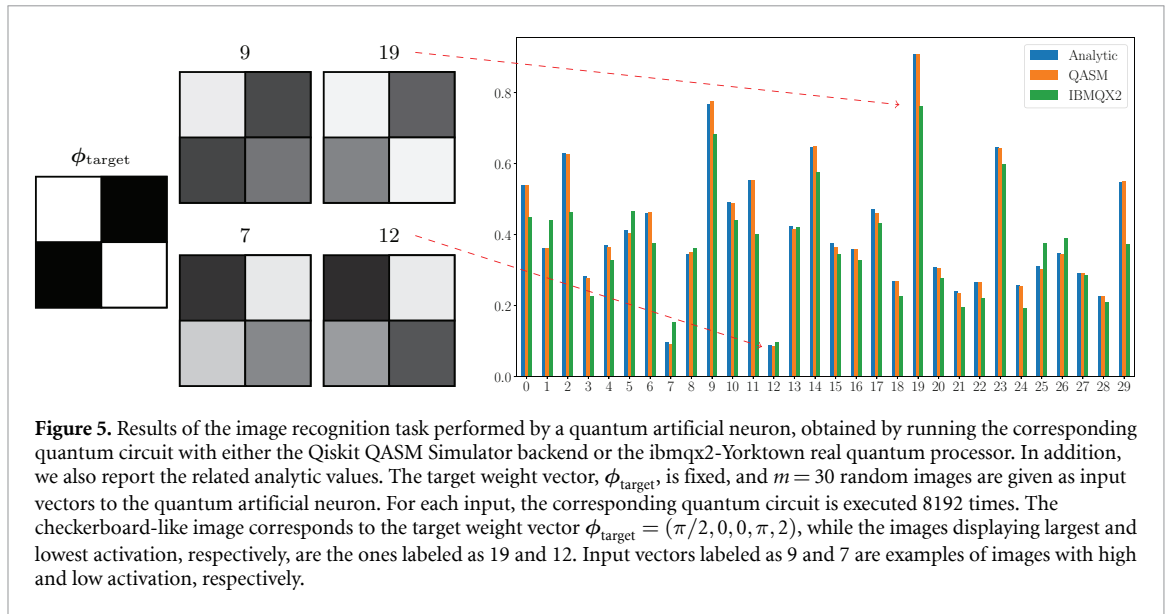 9
19
ϕtarget
7
12
Analytic
QASM
IBMQX2
0.8
0.6
0.4
0.2
0.0
0 1 2 3 4 5 6 7 8 9 10 11 12 13 14 15 16 17 18 19 20 21 22 23 24 25 26 27 28 29
Figure 5. Results of the image recognition task performed by a quantum artificial neuron, obtained by running the corresponding
quantum circuit with either the Qiskit QASM Simulator backend or the ibmqx2-Yorktown real quantum processor. In addition,
we also report the related analytic values. The target weight vector, ϕtarget, is fixed, and m = 30 random images are given as input
vectors to the quantum artificial neuron. For each input, the corresponding quantum circuit is executed 8192 times. The
checkerboard-like image corresponds to the target weight vector ϕtarget = (π/2, 0, 0, π, 2), while the images displaying largest and
lowest activation, respectively, are the ones labeled as 19 and 12. Input vectors labeled as 9 and 7 are examples of images with high
and low activation, respectively.